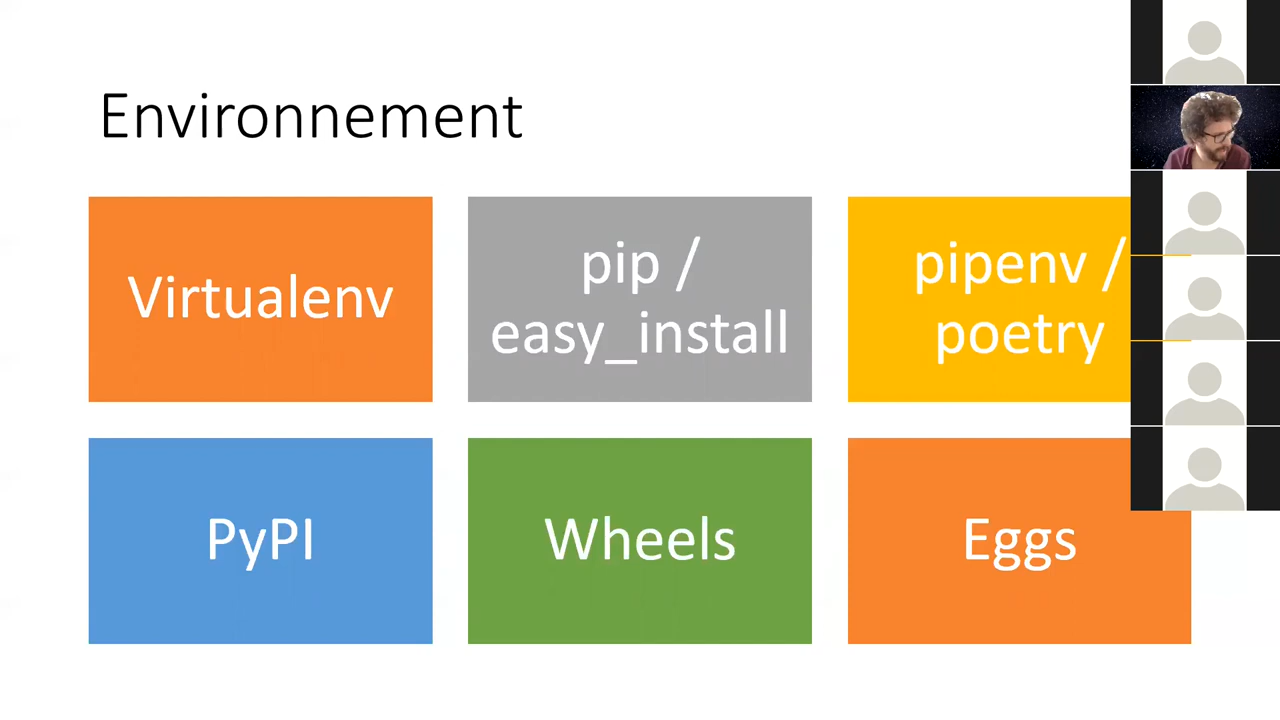 Environnement
Virtualenv
pip /
easy_install
pipenv /
poetry
PyPI
Wheels
Eggs